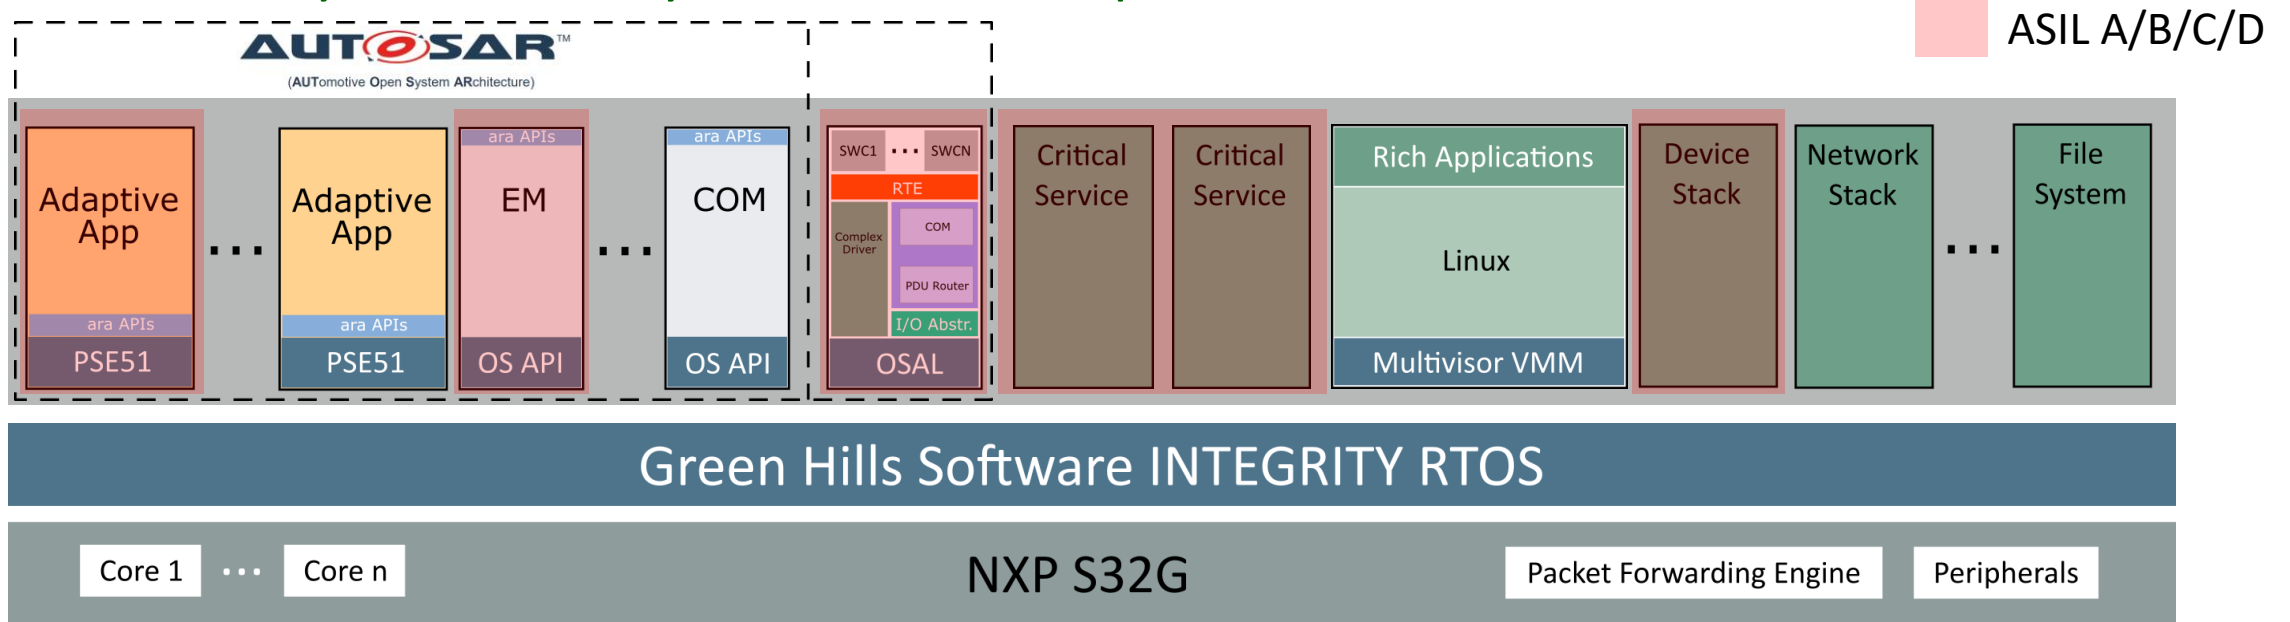 ASIL A/B/C/D
AUTOSAR™
(AUTomotive Open System ARchitecture)
Adaptive
App
ara APIs
PSE51
...
Adaptive
App
ara APIs
PSE51
ara APIs
EM
OS API
...
ara APIs
COM
OS API
SWC1 ... SWCN
RTE
Complex
Driver
COM
PDU Router
I/O Abstr.
OSAL
Critical
Service
Critical
Service
Rich Applications
Linux
Multivisor VMM
Device
Stack
Network
Stack
...
File
System
Green Hills Software INTEGRITY RTOS
Core 1 ... Core n
NXP S32G
Packet Forwarding Engine
Peripherals